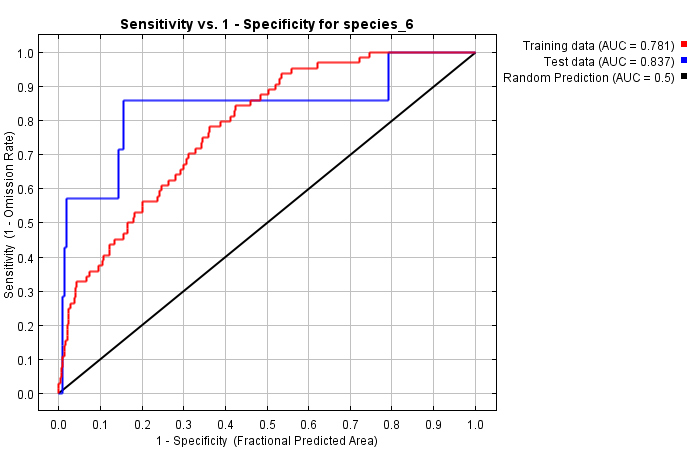 Sensitivity vs. 1 - Specificity for species_6
Training data (AUC = 0.781)
Test data (AUC = 0.837)
Random Prediction (AUC = 0.5)
Sensitivity (1 - Omission Rate)
1.0
0.9
0.8
0.7
0.6
0.5
0.4
0.3
0.2
0.1
0.0
0.0 0.1 0.2 0.3 0.4 0.5 0.6 0.7 0.8 0.9 1.0
1 - Specificity (Fractional Predicted Area)